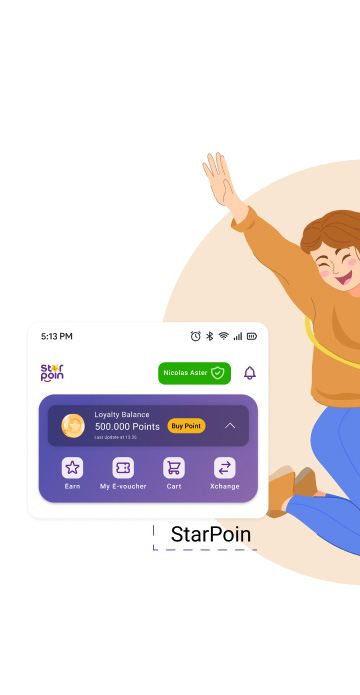 5:13 PM
Star
poin
Nicolas Aster
Loyalty Balance
500.000 Points
Buy Point
Last Update at 13.35
Earn
My E-voucher
Cart
Xchange
StarPoin